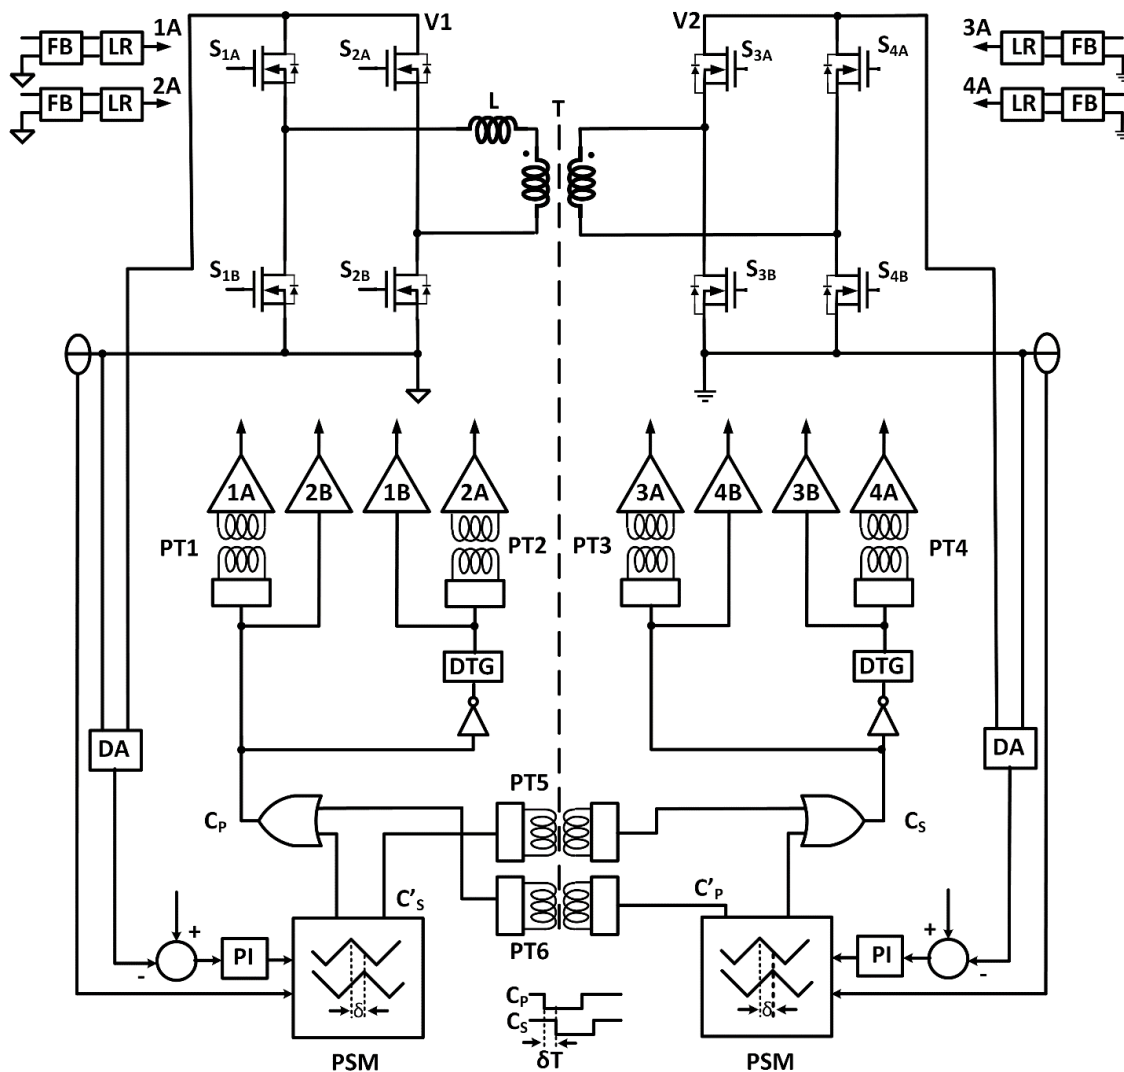 1A V1 V2 3A
FB LR S1A S2A S3A S4A LR FB
2A 4A
FB LR L T LR FB
S1B S2B S3B S4B
1A 2B 1B 2A 3A 4B 3B 4A
PT1 PT2 PT3 PT4
DTG DTG
DA DA
PT5
CP CS
C'S C'P
+ +
PI PT6 PI
- -
δ δ
CP
CS
PSM δT PSM